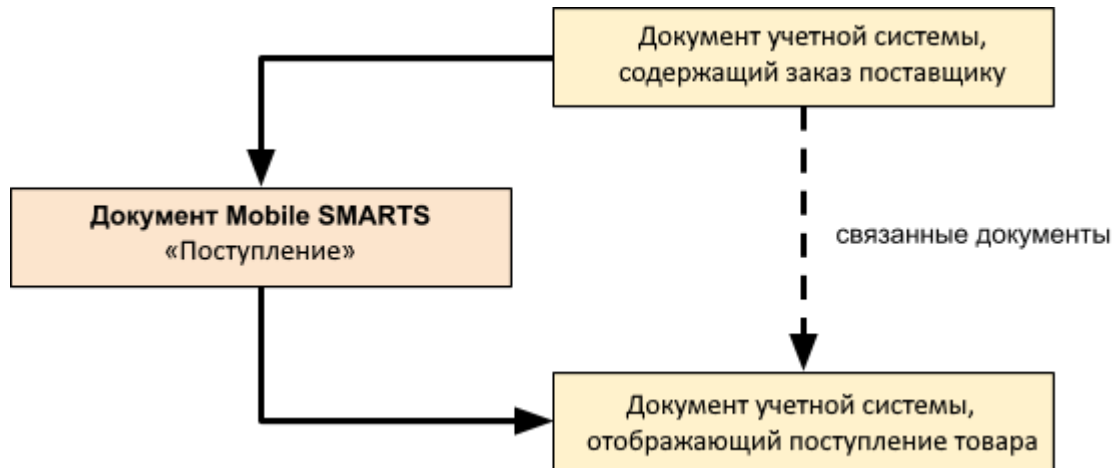 Документ учетной системы,
содержащий заказ поставщику
Документ Mobile SMARTS
«Поступление»
связанные документы
Документ учетной системы,
отображающий поступление товара